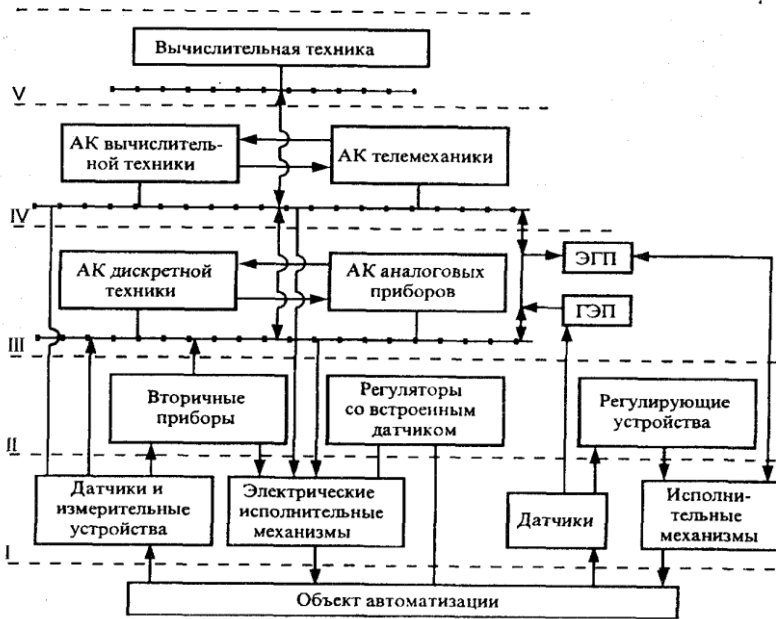 Вычислительная техника
V
АК вычислитель-
ной техники
АК телемеханики
IV
АК дискретной
техники
АК аналоговых
приборов
ЭГП
ГЭП
III
Вторичные
приборы
Регуляторы
со встроенным
датчиком
Регулирующие
устройства
II
Датчики и
измерительные
устройства
Электрические
исполнительные
механизмы
Датчики
Исполни-
тельные
механизмы
I
Объект автоматизации